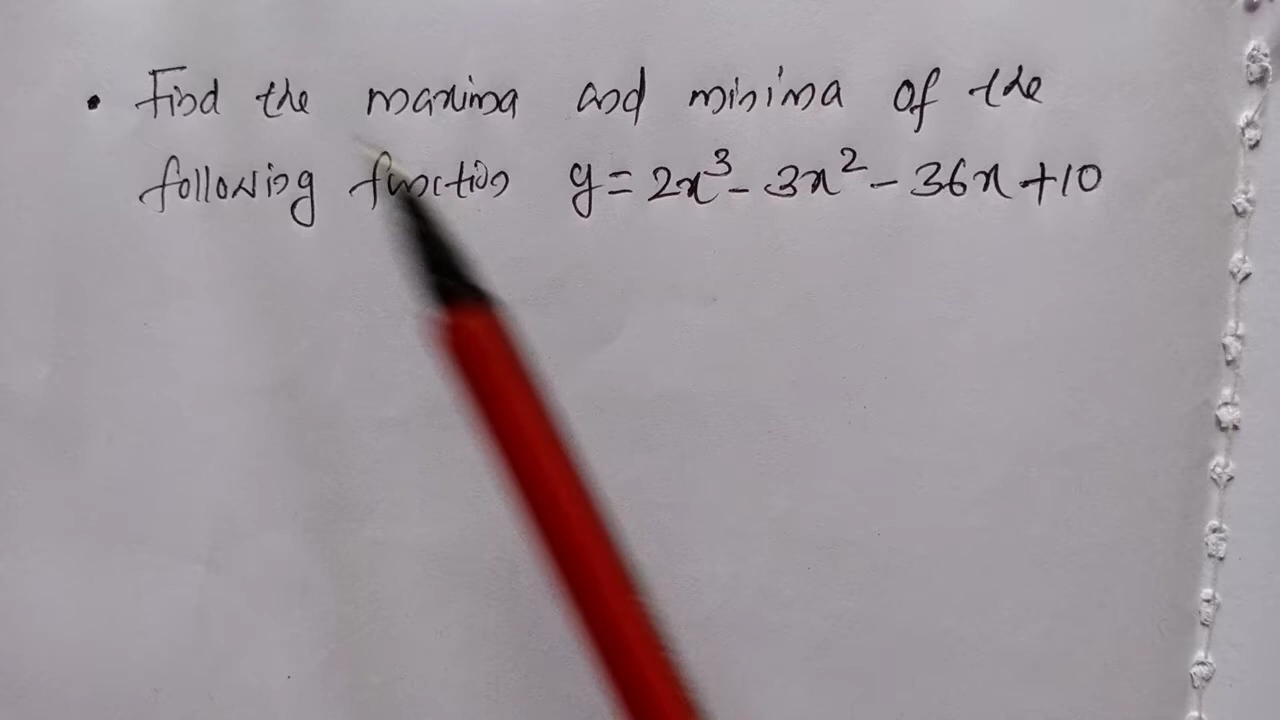 • Find the maxima and minima of the
following function y = 2x³ - 3x² - 36x + 10